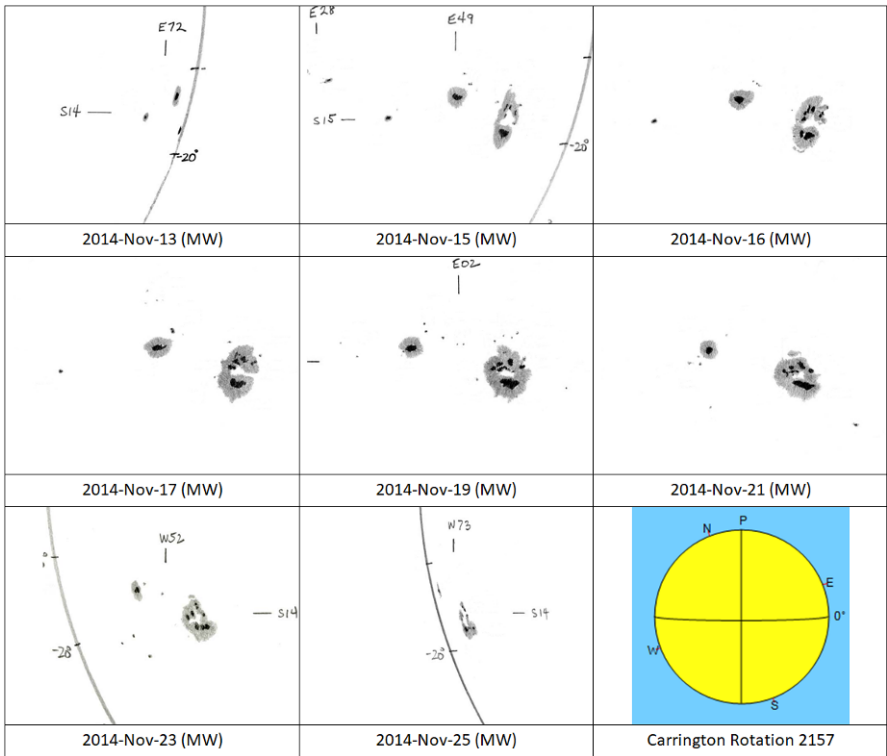 E72
S14
-20°
2014-Nov-13 (MW)
E28
E49
S15
-20°
2014-Nov-15 (MW)
2014-Nov-16 (MW)
2014-Nov-17 (MW)
E02
2014-Nov-19 (MW)
2014-Nov-21 (MW)
W52
S14
-20°
2014-Nov-23 (MW)
W73
S14
-20°
2014-Nov-25 (MW)
P
N
E
0°
W
S
Carrington Rotation 2157